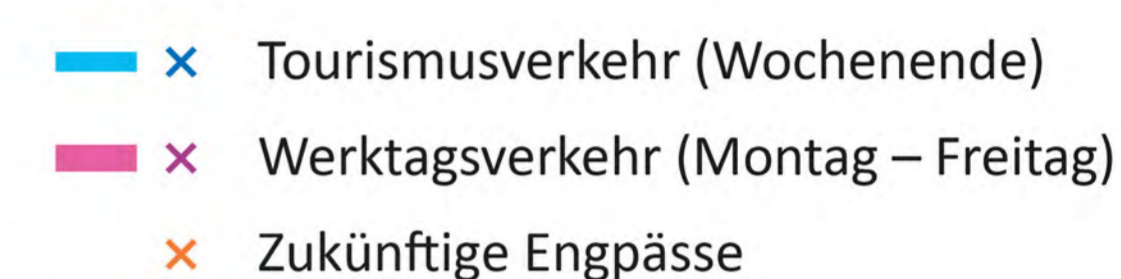 Tourismusverkehr (Wochenende)
Werktagsverkehr (Montag – Freitag)
Zukünftige Engpässe